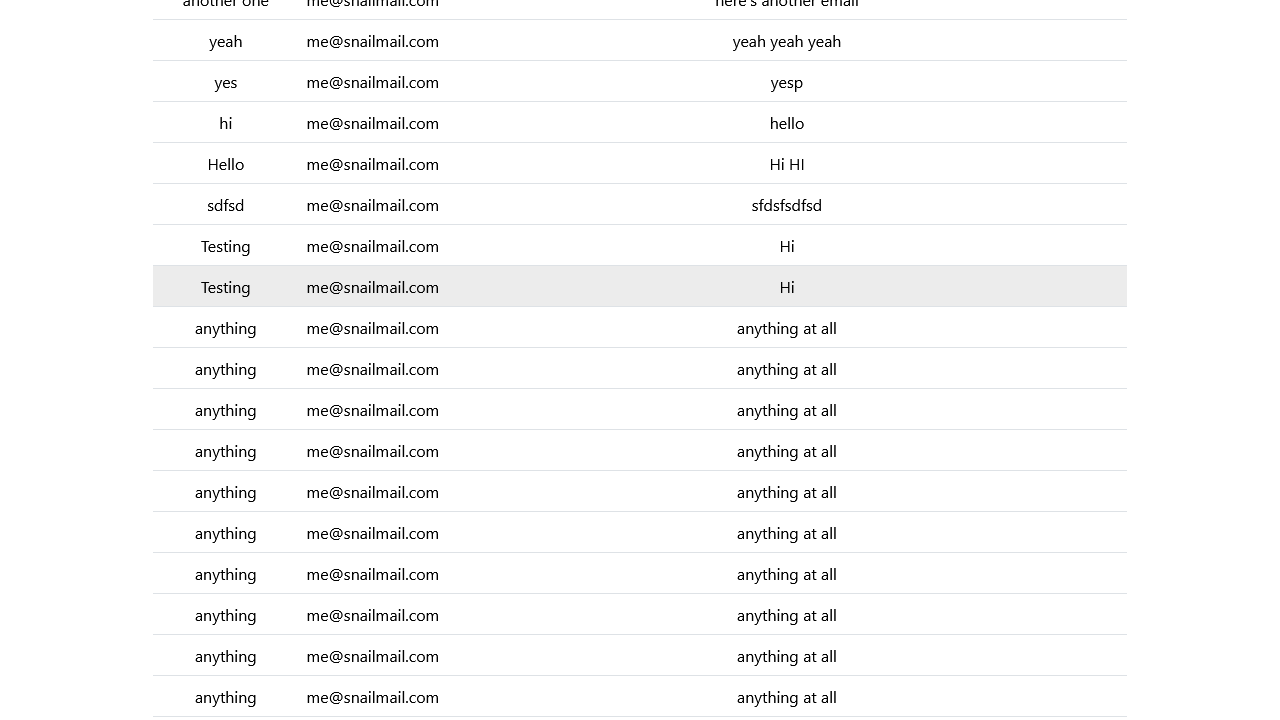 another one me@snailmail.com here's another email
yeah me@snailmail.com yeah yeah yeah
yes me@snailmail.com yesp
hi me@snailmail.com hello
Hello me@snailmail.com Hi HI
sdfsd me@snailmail.com sfdsfsdfsd
Testing me@snailmail.com Hi
Testing me@snailmail.com Hi
anything me@snailmail.com anything at all
anything me@snailmail.com anything at all
anything me@snailmail.com anything at all
anything me@snailmail.com anything at all
anything me@snailmail.com anything at all
anything me@snailmail.com anything at all
anything me@snailmail.com anything at all
anything me@snailmail.com anything at all
anything me@snailmail.com anything at all
anything me@snailmail.com anything at all